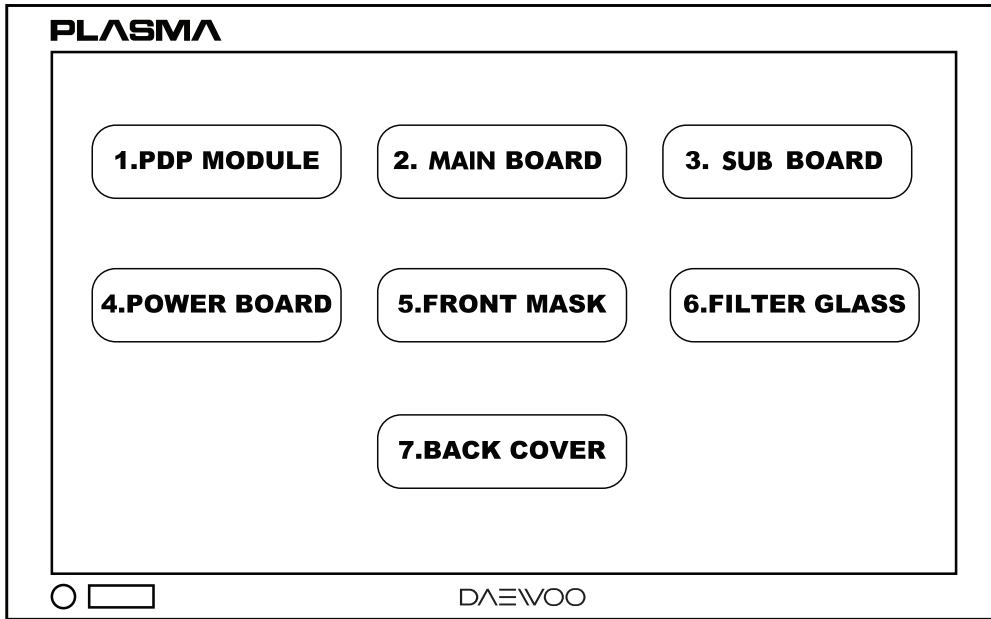 PLASMA
1.PDP MODULE
2. MAIN BOARD
3. SUB BOARD
4.POWER BOARD
5.FRONT MASK
6.FILTER GLASS
7.BACK COVER
DAEWOO